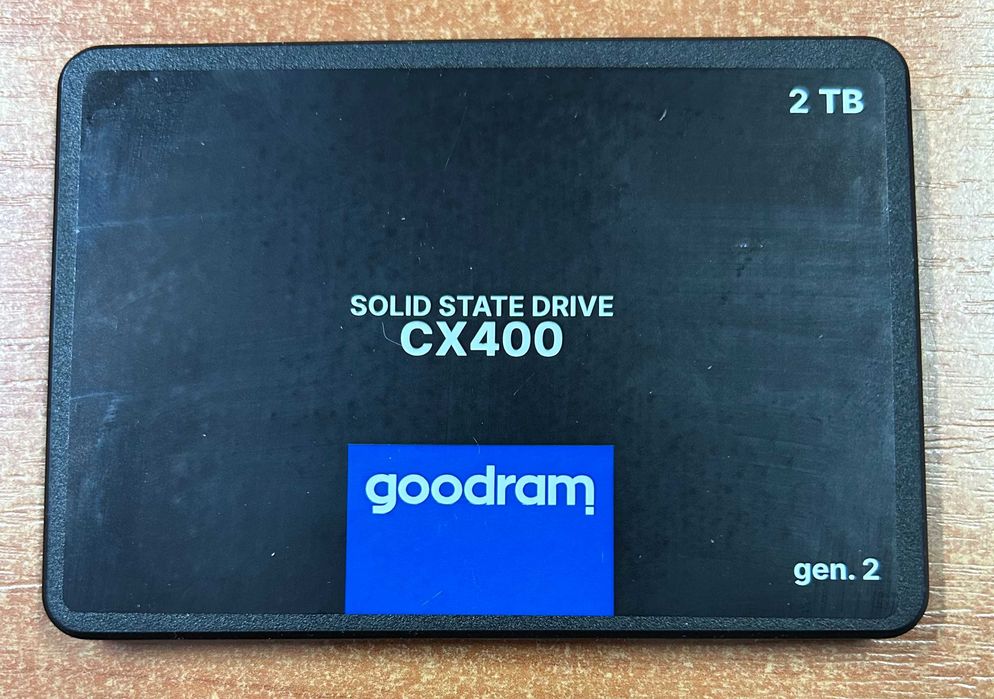 2 TB
SOLID STATE DRIVE
CX400
goodram
gen. 2